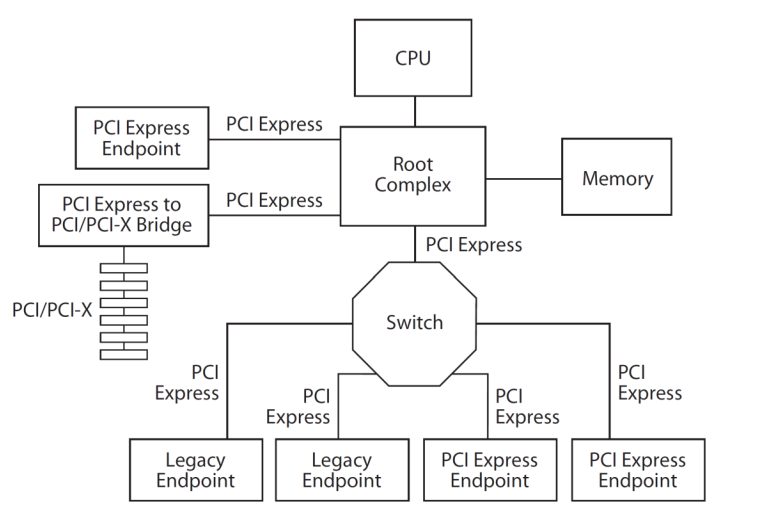 CPU
PCI Express
Endpoint
PCI Express
Root
Complex
Memory
PCI Express to
PCI/PCI-X Bridge
PCI Express
PCI Express
PCI/PCI-X
Switch
PCI
Express
PCI
Express
PCI
Express
PCI
Express
Legacy
Endpoint
Legacy
Endpoint
PCI Express
Endpoint
PCI Express
Endpoint